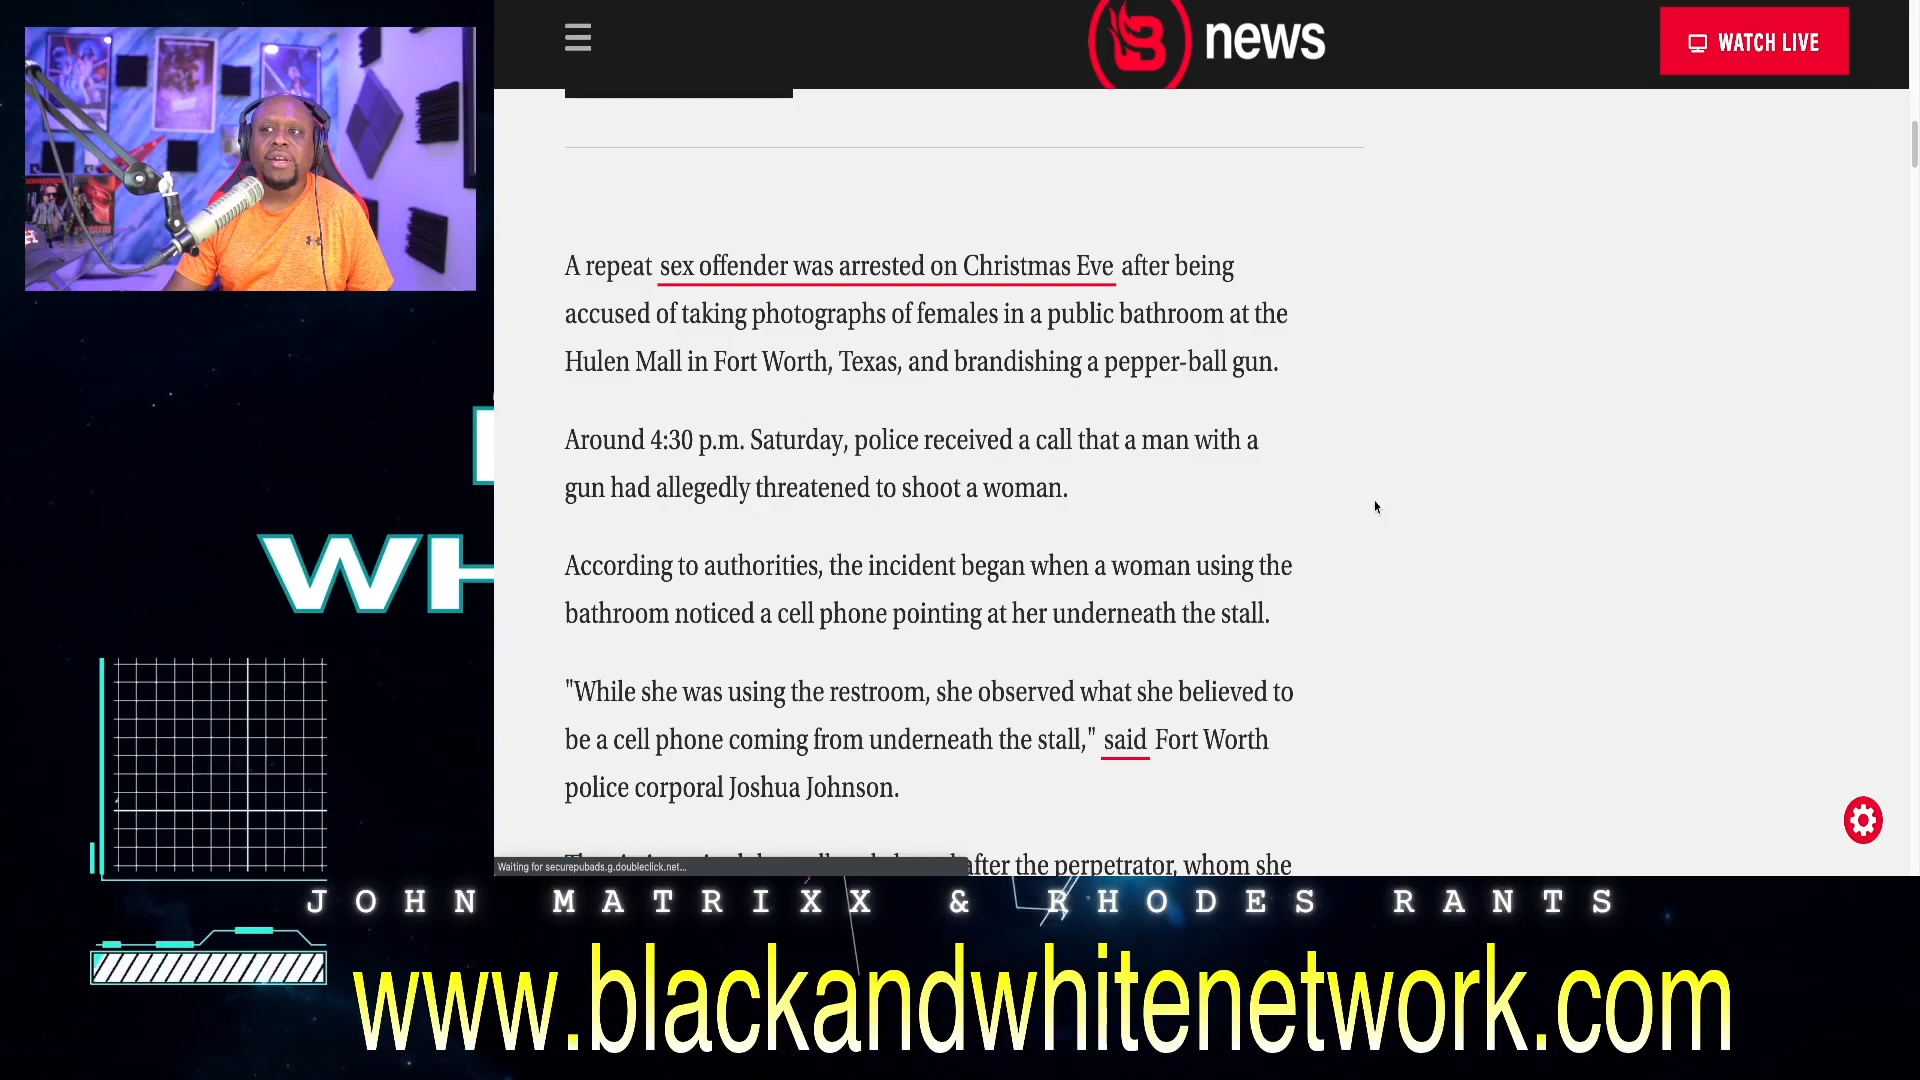 news
WATCH LIVE
A repeat sex offender was arrested on Christmas Eve after being
accused of taking photographs of females in a public bathroom at the
Hulen Mall in Fort Worth, Texas, and brandishing a pepper-ball gun.
Around 4:30 p.m. Saturday, police received a call that a man with a
gun had allegedly threatened to shoot a woman.
According to authorities, the incident began when a woman using the
bathroom noticed a cell phone pointing at her underneath the stall.
"While she was using the restroom, she observed what she believed to
be a cell phone coming from underneath the stall," said Fort Worth
police corporal Joshua Johnson.
after the perpetrator, whom she
Waiting for securepubads.g.doubleclick.net...
WH
JOHN MATRIXX & RHODES RANTS
www.blackandwhitenetwork.com